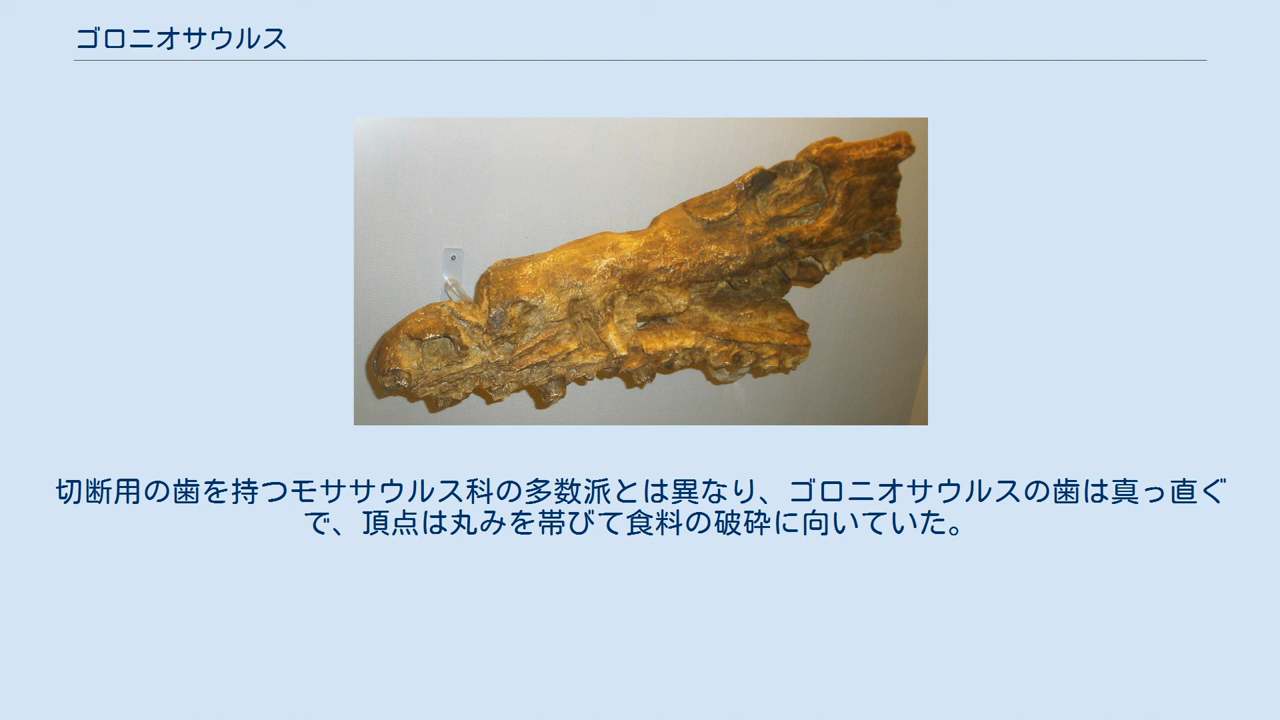 ゴロニオサウルス
切断用の歯を持つモササウルス科の多数派とは異なり、ゴロニオサウルスの歯は真っ直ぐ
で、頂点は丸みを帯びて食料の破砕に向いていた。